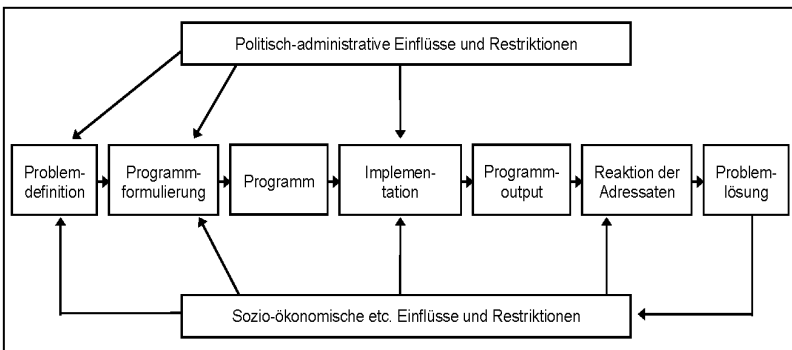 Politisch-administrative Einflüsse und Restriktionen
Problem-
definition
Programm-
formulierung
Programm
Implemen-
tation
Programm-
output
Reaktion der
Adressaten
Problem-
lösung
Sozio-ökonomische etc. Einflüsse und Restriktionen